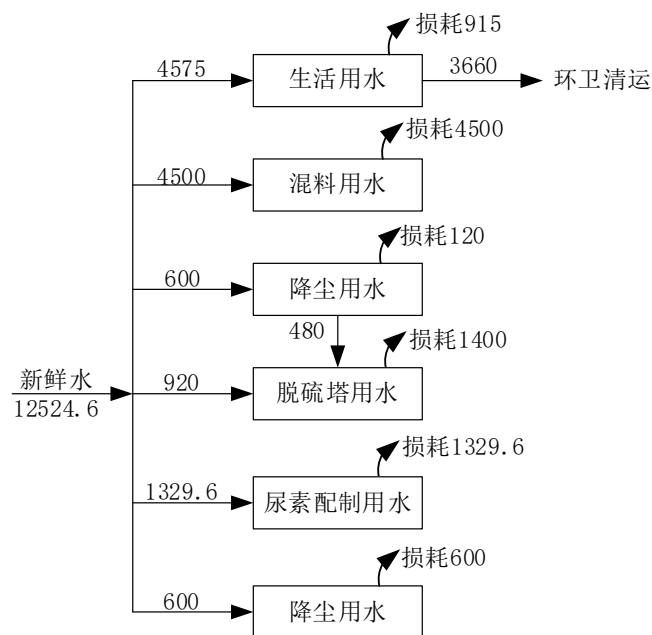 损耗915
4575
生活用水
3660
环卫清运
损耗4500
4500
混料用水
损耗120
600
降尘用水
480
损耗1400
新鲜水
12524.6
920
脱硫塔用水
损耗1329.6
1329.6
尿素配制用水
损耗600
600
降尘用水